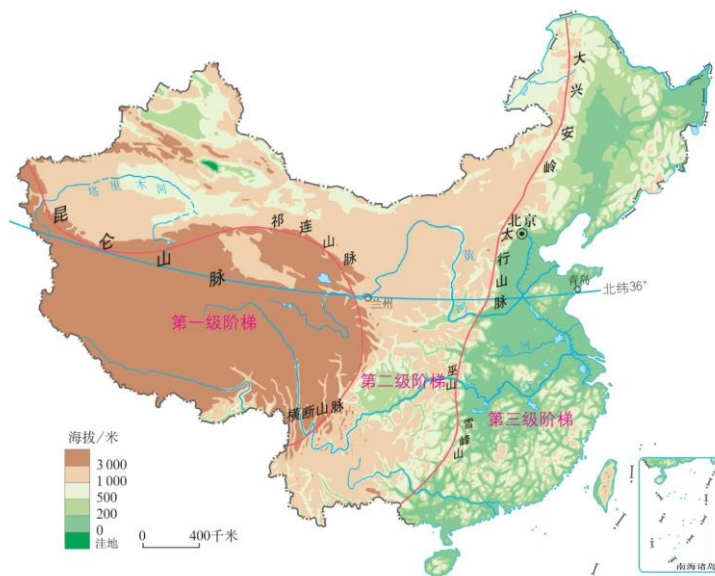 大兴安岭
塔里木河
昆仑山脉
祁连山脉
北京
太行山脉
黄河
青岛
兰州
北纬36°
第一级阶梯
第二级阶梯
巫山
淮河
横断山脉
第三级阶梯
雪峰山
海拔/米
3 000
1 000
500
200
0
洼地
0 400千米
南海诸岛